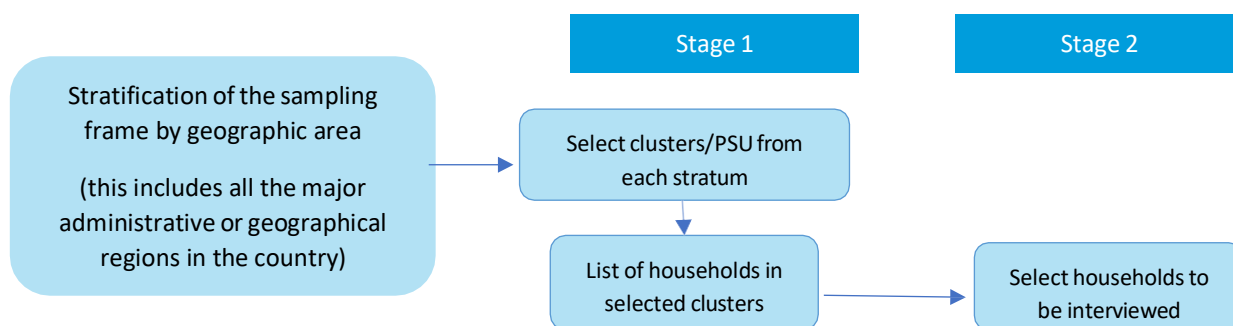 Stage 1
Stage 2
Stratification of the sampling
frame by geographic area
(this includes all the major
administrative or geographical
regions in the country)
Select clusters/PSU from
each stratum
List of households in
selected clusters
Select households to
be interviewed